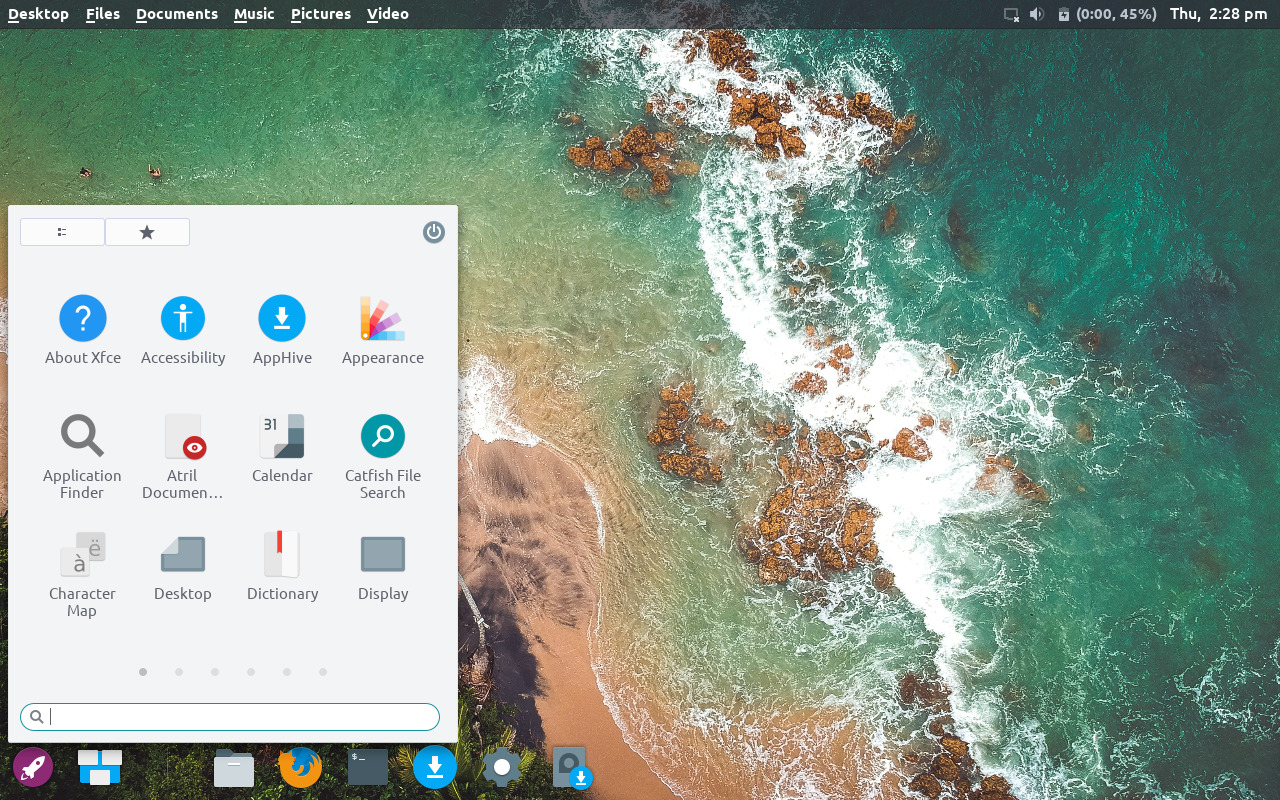 Desktop Files Documents Music Pictures Video (0:00, 45%) Thu, 2:28 pm
? About Xfce
Accessibility
AppHive
Appearance
Application
Finder
Atril
Documen…
31
Calendar
Catfish File
Search
à ë
Character
Map
Desktop
Dictionary
Display
$_